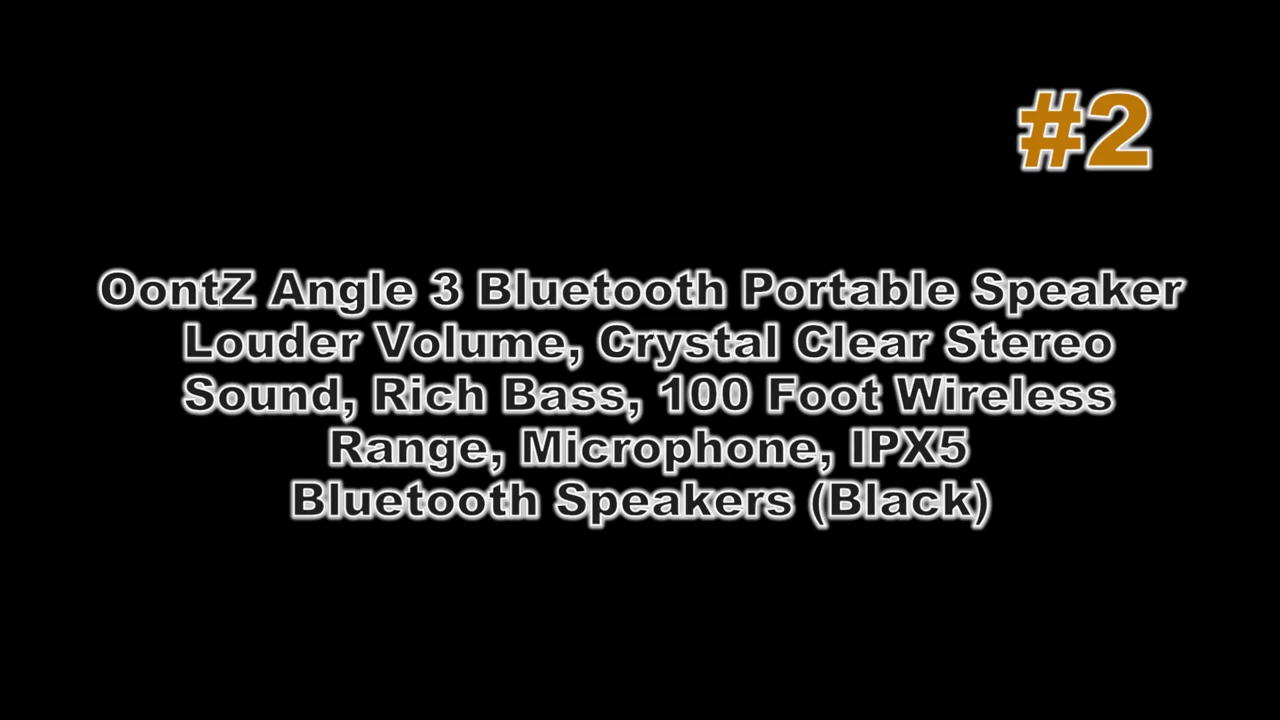 #2
OontZ Angle 3 Bluetooth Portable Speaker
Louder Volume, Crystal Clear Stereo
Sound, Rich Bass, 100 Foot Wireless
Range, Microphone, IPX5
Bluetooth Speakers (Black)